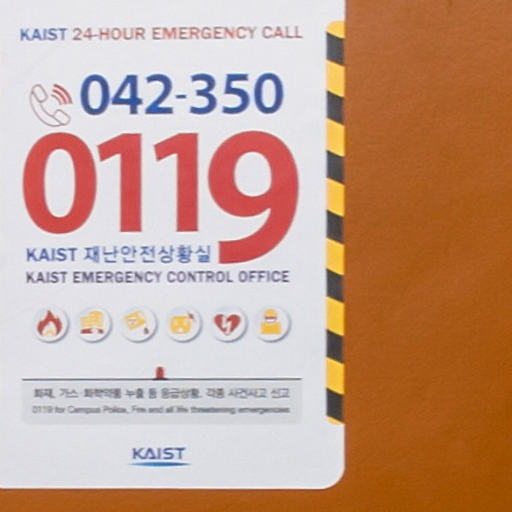 KAIST 24-HOUR EMERGENCY CALL
042-350
0119
KAIST 재난안전상황실
KAIST EMERGENCY CONTROL OFFICE
화재, 가스·화학약품 누출 등 응급상황, 각종 사건사고 신고
0119 for Campus Police, Fire and all life threatening emergencies
KAIST